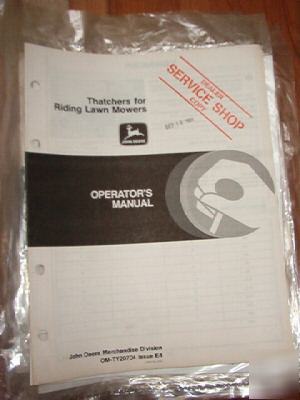 Thatchers for
Riding Lawn Mowers
JOHN DEERE
DEALER
SERVICE SHOP
COPY
OPERATOR'S
MANUAL
John Deere Merchandise Division
OM-TY20704 Issue E4